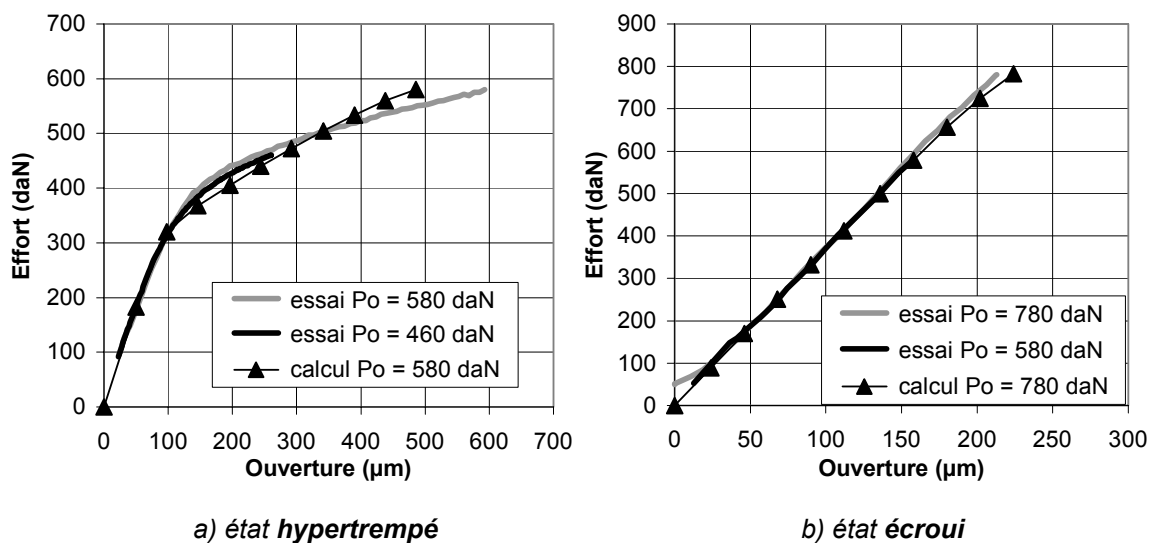 700
600
500
400
300
200
100
0
Effort (daN)
essai Po = 580 daN
essai Po = 460 daN
calcul Po = 580 daN
0 100 200 300 400 500 600 700
Ouverture (µm)
a) état hypertrempé
900
800
700
600
500
400
300
200
100
0
Effort (daN)
essai Po = 780 daN
essai Po = 580 daN
calcul Po = 780 daN
0 50 100 150 200 250 300
Ouverture (µm)
b) état écroui